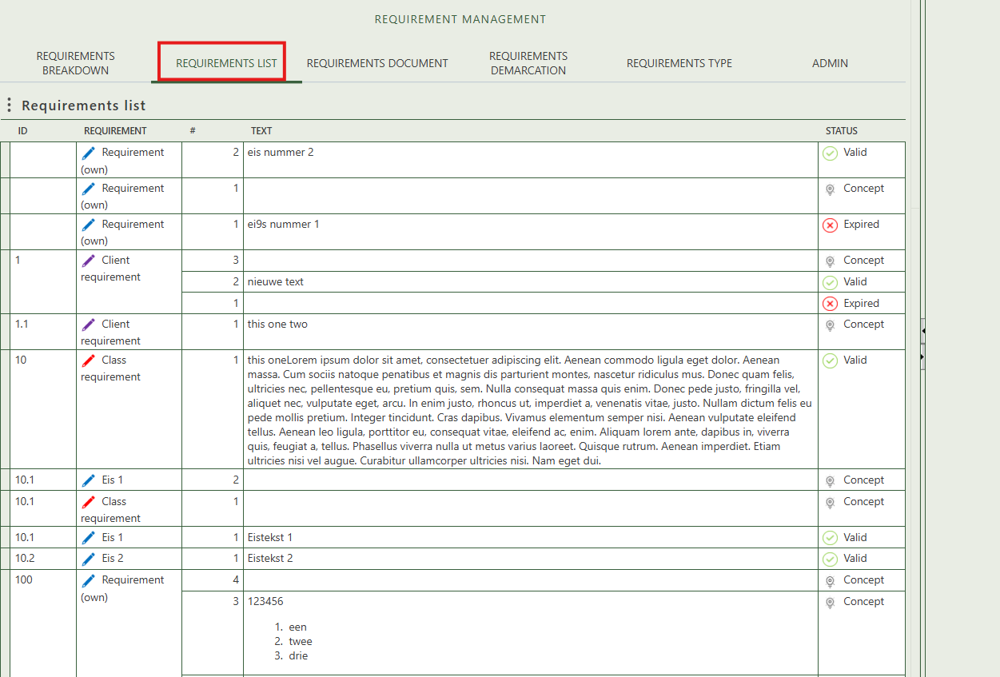 REQUIREMENT MANAGEMENT
REQUIREMENTS BREAKDOWN
REQUIREMENTS LIST
REQUIREMENTS DOCUMENT
REQUIREMENTS DEMARCATION
REQUIREMENTS TYPE
ADMIN
Requirements list
ID REQUIREMENT # TEXT STATUS
Requirement 2 eis nummer 2 Valid
(own)
Requirement 1 Concept
(own)
Requirement 1 ei9s nummer 1 Expired
(own)
1 Client 3 Concept
requirement
2 nieuwe text Valid
1 Expired
1.1 Client 1 this one two Concept
requirement
10 Class 1 this oneLorem ipsum dolor sit amet, consectetuer adipiscing elit. Aenean commodo ligula eget dolor. Aenean Valid
requirement massa. Cum sociis natoque penatibus et magnis dis parturient montes, nascetur ridiculus mus. Donec quam felis,
ultricies nec, pellentesque eu, pretium quis, sem. Nulla consequat massa quis enim. Donec pede justo, fringilla vel,
aliquet nec, vulputate eget, arcu. In enim justo, rhoncus ut, imperdiet a, venenatis vitae, justo. Nullam dictum felis eu
pede mollis pretium. Integer tincidunt. Cras dapibus. Vivamus elementum semper nisi. Aenean vulputate eleifend
tellus. Aenean leo ligula, porttitor eu, consequat vitae, eleifend ac, enim. Aliquam lorem ante, dapibus in, viverra
quis, feugiat a, tellus. Phasellus viverra nulla ut metus varius laoreet. Quisque rutrum. Aenean imperdiet. Etiam
ultricies nisi vel augue. Curabitur ullamcorper ultricies nisi. Nam eget dui.
10.1 Eis 1 2 Concept
10.1 Class 1 Concept
requirement
10.1 Eis 1 1 Eistekst 1 Valid
10.2 Eis 2 1 Eistekst 2 Valid
100 Requirement 4 Concept
(own)
3 123456 Concept
1. een
2. twee
3. drie